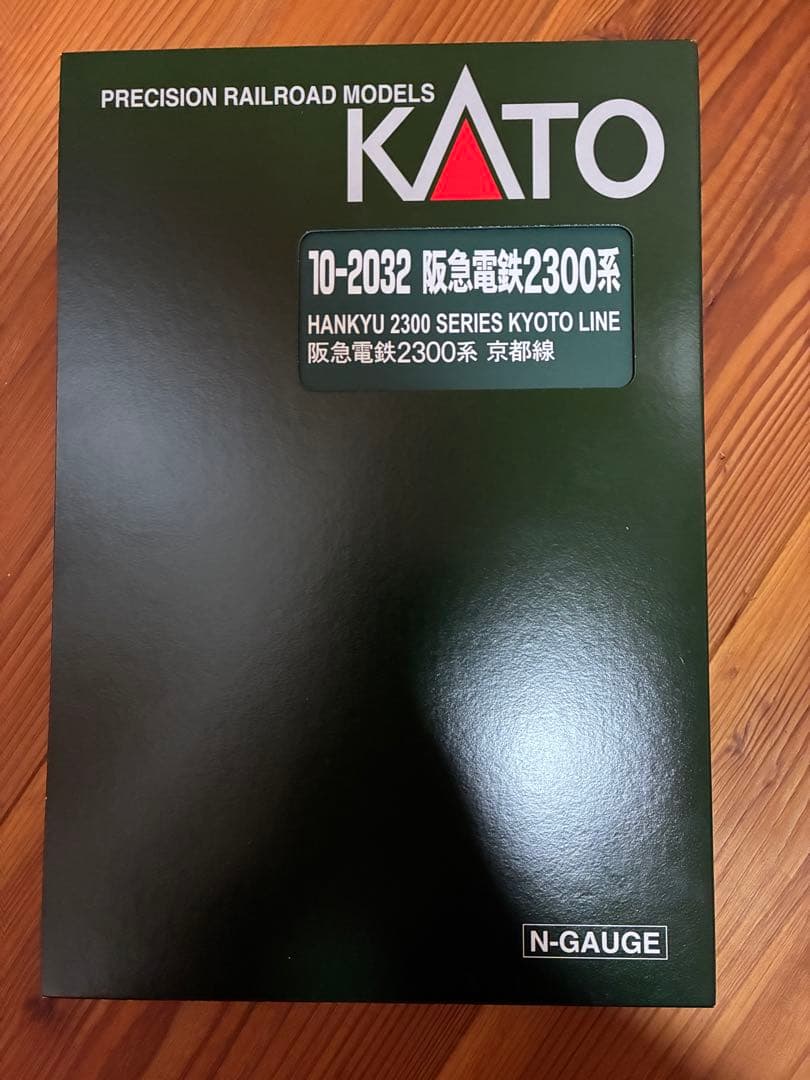 PRECISION RAILROAD MODELS
KATO
10-2032 阪急電鉄2300系
HANKYU 2300 SERIES KYOTO LINE
阪急電鉄2300系 京都線
N-GAUGE